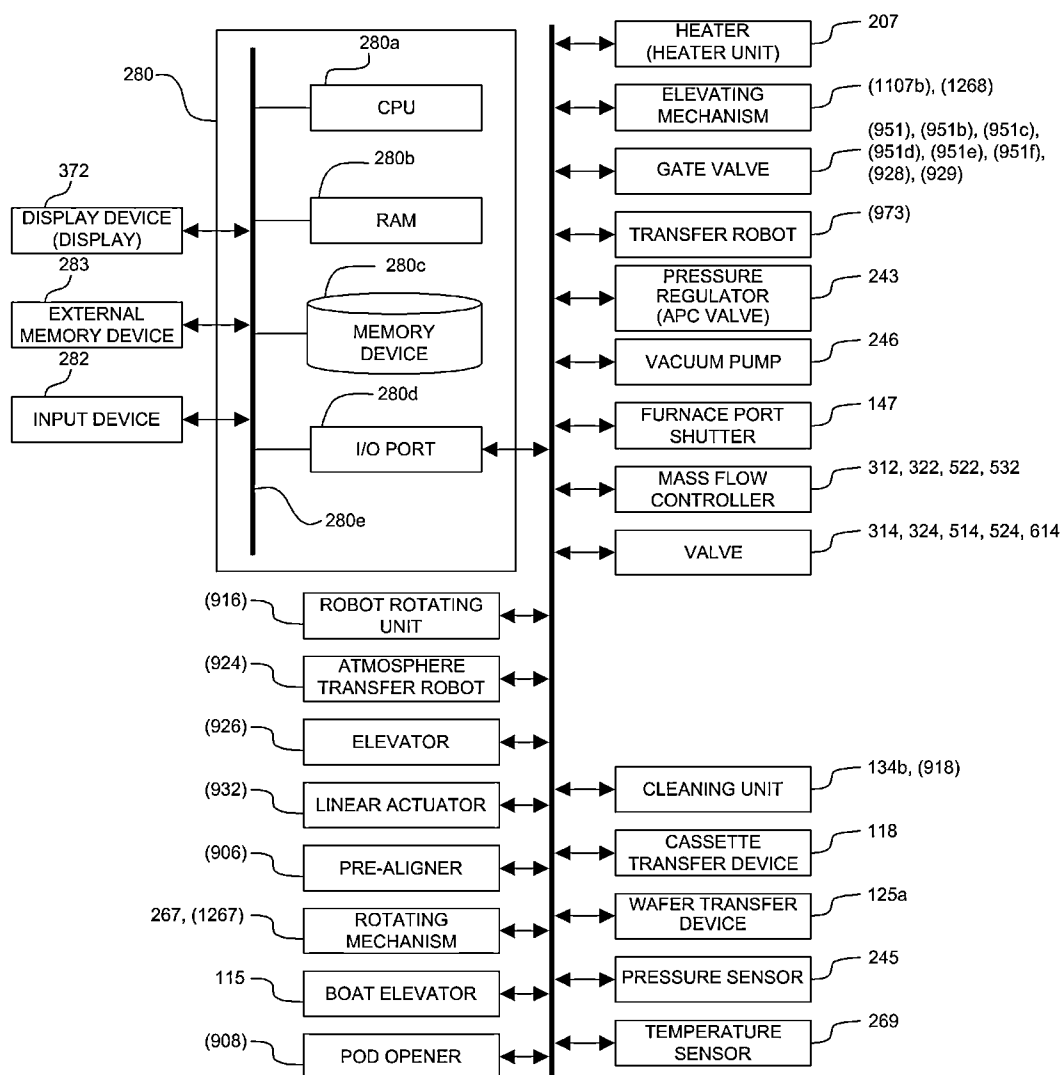 280
280a
CPU
280b
RAM
280c
MEMORY
DEVICE
280d
I/O PORT
280e
372
DISPLAY DEVICE
(DISPLAY)
283
EXTERNAL
MEMORY DEVICE
282
INPUT DEVICE
HEATER
(HEATER UNIT)
207
ELEVATING
MECHANISM
(1107b), (1268)
GATE VALVE
(951), (951b), (951c),
(951d), (951e), (951f),
(928), (929)
TRANSFER ROBOT
(973)
PRESSURE
REGULATOR
(APC VALVE)
243
VACUUM PUMP
246
FURNACE PORT
SHUTTER
147
MASS FLOW
CONTROLLER
312, 322, 522, 532
VALVE
314, 324, 514, 524, 614
(916)
ROBOT ROTATING
UNIT
(924)
ATMOSPHERE
TRANSFER ROBOT
(926)
ELEVATOR
(932)
LINEAR ACTUATOR
(906)
PRE-ALIGNER
267, (1267)
ROTATING
MECHANISM
115
BOAT ELEVATOR
(908)
POD OPENER
CLEANING UNIT
134b, (918)
CASSETTE
TRANSFER DEVICE
118
WAFER TRANSFER
DEVICE
125a
PRESSURE SENSOR
245
TEMPERATURE
SENSOR
269